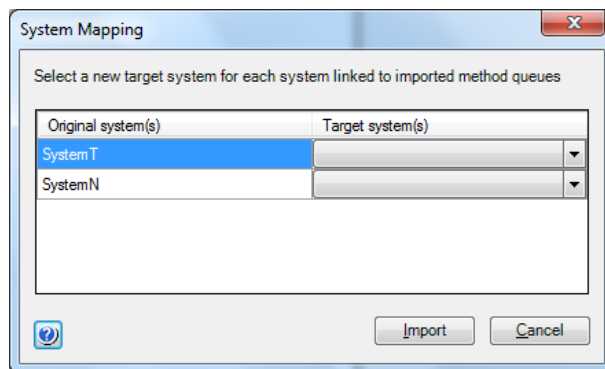 System Mapping
Select a new target system for each system linked to imported method queues
Original system(s) Target system(s)
SystemT
SystemN
Import Cancel